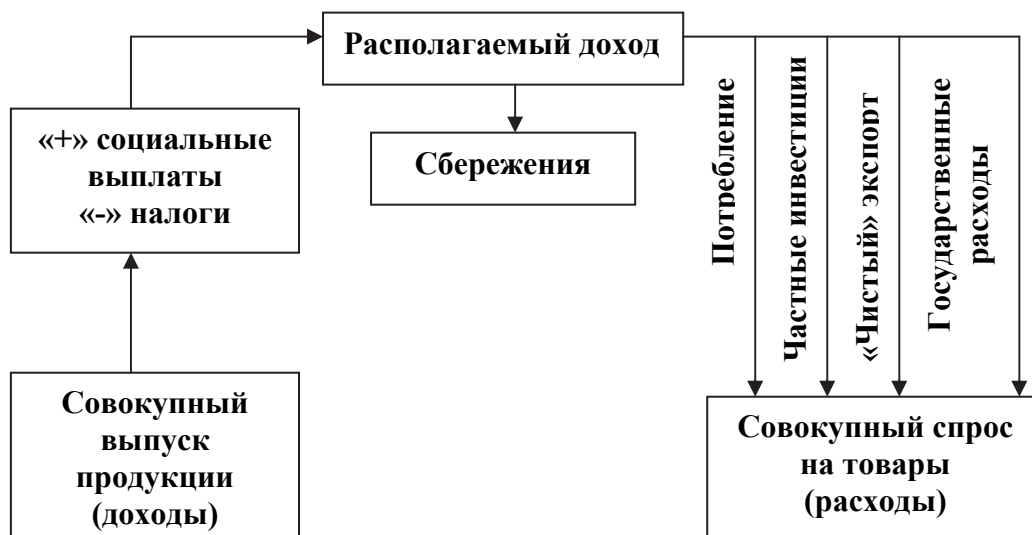 Располагаемый доход
«+» социальные
выплаты
«-» налоги
Сбережения
Потребление
Частные инвестиции
«Чистый» экспорт
Государственные
расходы
Совокупный
выпуск
продукции
(доходы)
Совокупный спрос
на товары
(расходы)